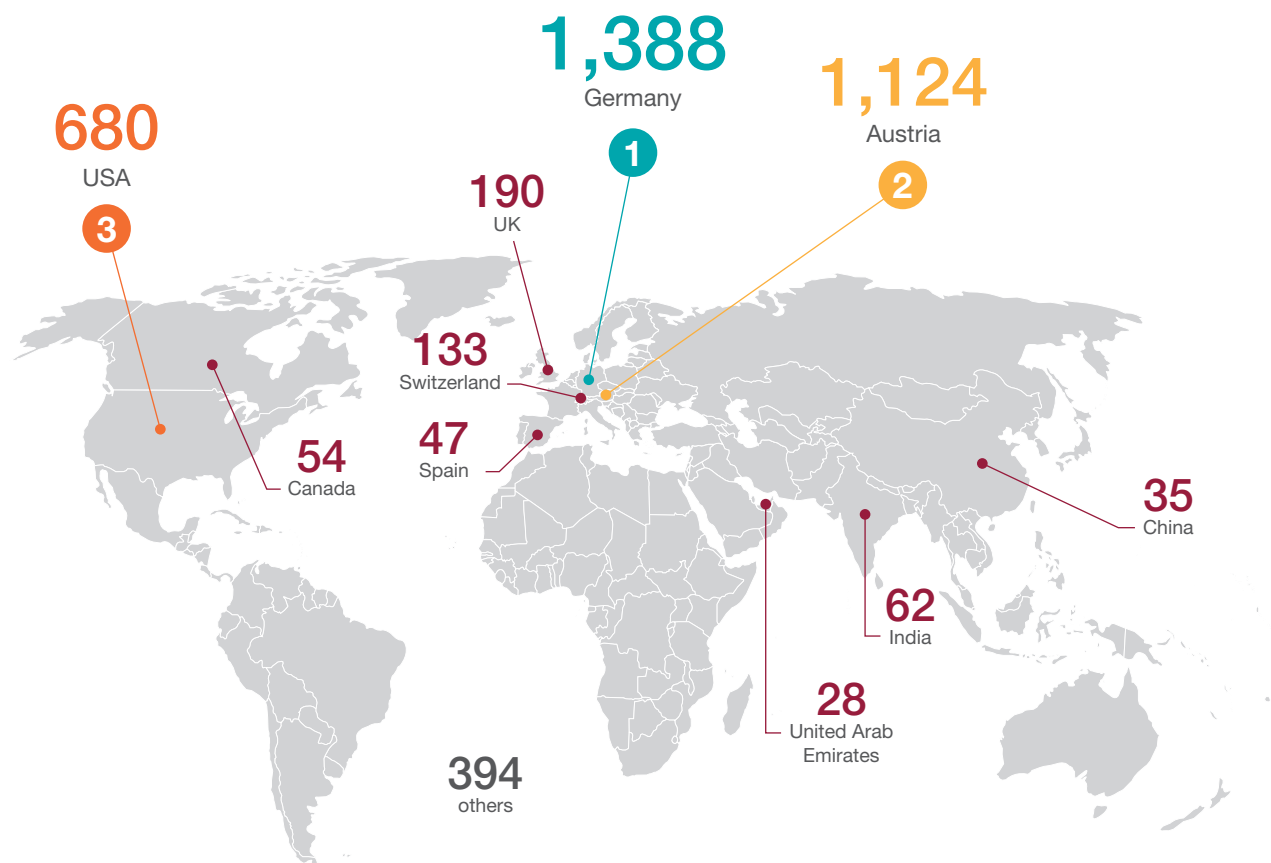 1,388
Germany
1
1,124
Austria
2
680
USA
3
190
UK
133
Switzerland
47
Spain
54
Canada
35
China
62
India
28
United Arab
Emirates
394
others